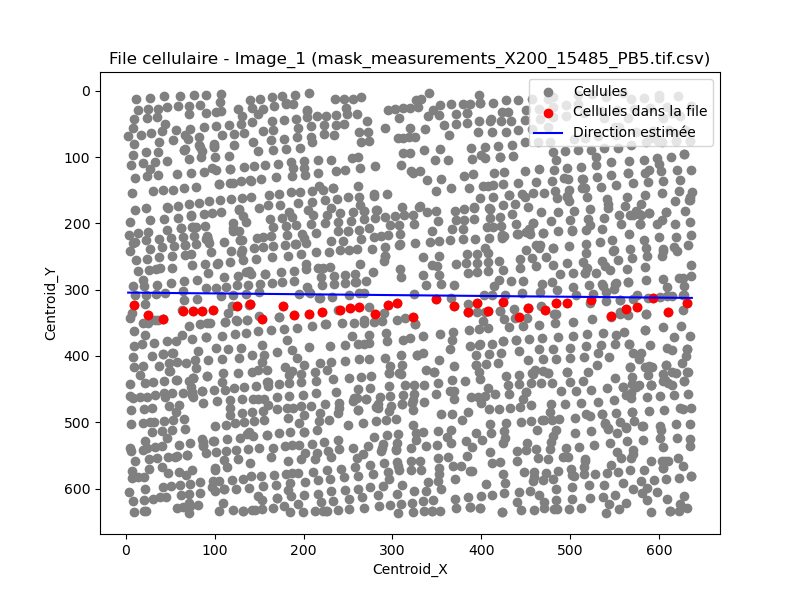 File cellulaire - Image_1 (mask_measurements_X200_15485_PB5.tif.csv)
Cellules
Cellules dans la file
Direction estimée
0
100
200
300
400
500
600
Centroid_Y
0
100
200
300
400
500
600
Centroid_X